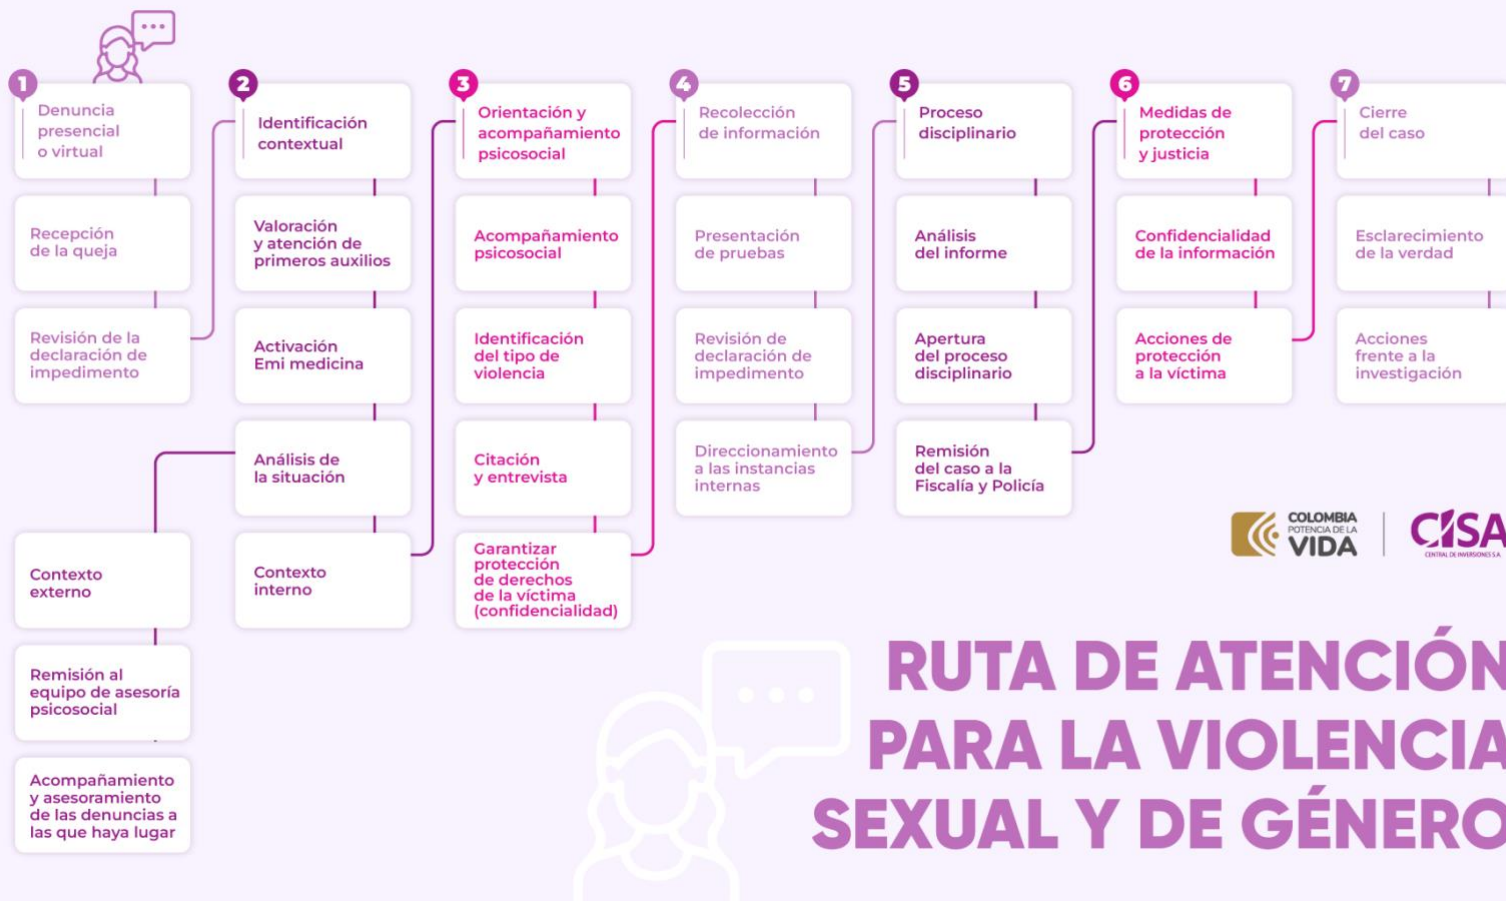 1
Denuncia
presencial
o virtual
Recepción
de la queja
Revisión de la
declaración de
impedimento
2
Identificación
contextual
Valoración
y atención de
primeros auxilios
Activación
Emi medicina
Análisis de
la situación
Contexto
interno
Contexto
externo
Remisión al
equipo de asesoría
psicosocial
Acompañamiento
y asesoramiento
de las denuncias a
las que haya lugar
3
Orientación y
acompañamiento
psicosocial
Acompañamiento
psicosocial
Identificación
del tipo de
violencia
Citación
y entrevista
Garantizar
protección
de derechos
de la víctima
(confidencialidad)
4
Recolección
de información
Presentación
de pruebas
Revisión de
declaración de
impedimento
Direccionamiento
a las instancias
internas
5
Proceso
disciplinario
Análisis
del informe
Apertura
del proceso
disciplinario
Remisión
del caso a la
Fiscalía y Policía
6
Medidas de
protección
y justicia
Confidencialidad
de la información
Acciones de
protección
a la víctima
7
Cierre
del caso
Esclarecimiento
de la verdad
Acciones
frente a la
investigación
COLOMBIA
POTENCIA DE LA
VIDA
CISA
CENTRAL DE INVERSIONES S.A.
RUTA DE ATENCIÓN
PARA LA VIOLENCIA
SEXUAL Y DE GÉNERO